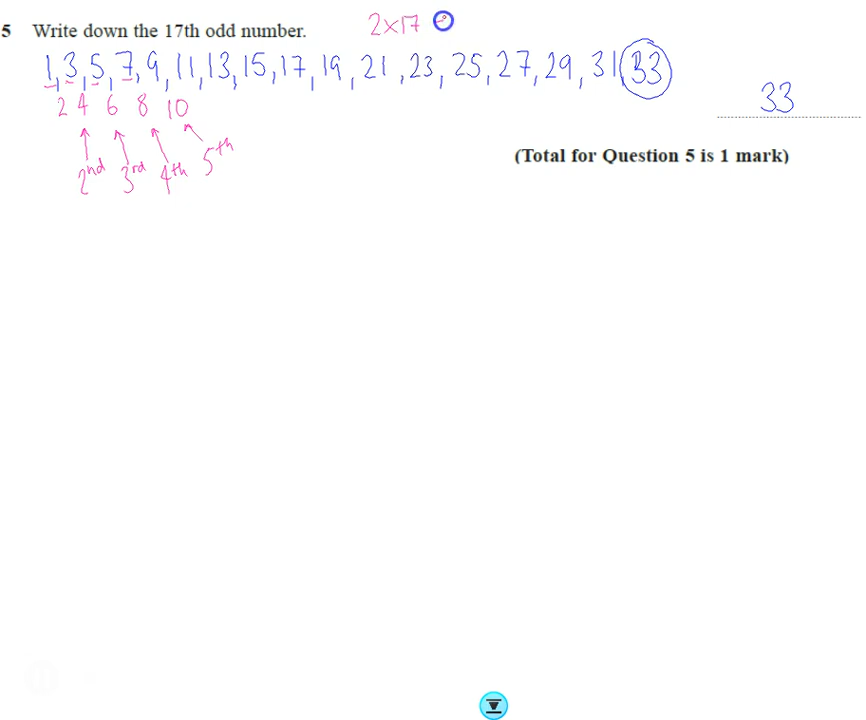 5 Write down the 17th odd number. 2×17
1, 3, 5, 7, 9, 11, 13, 15, 17, 19, 21, 23, 25, 27, 29, 31, 33
33
2 4 6 8 10
2nd 3rd 4th 5th
(Total for Question 5 is 1 mark)